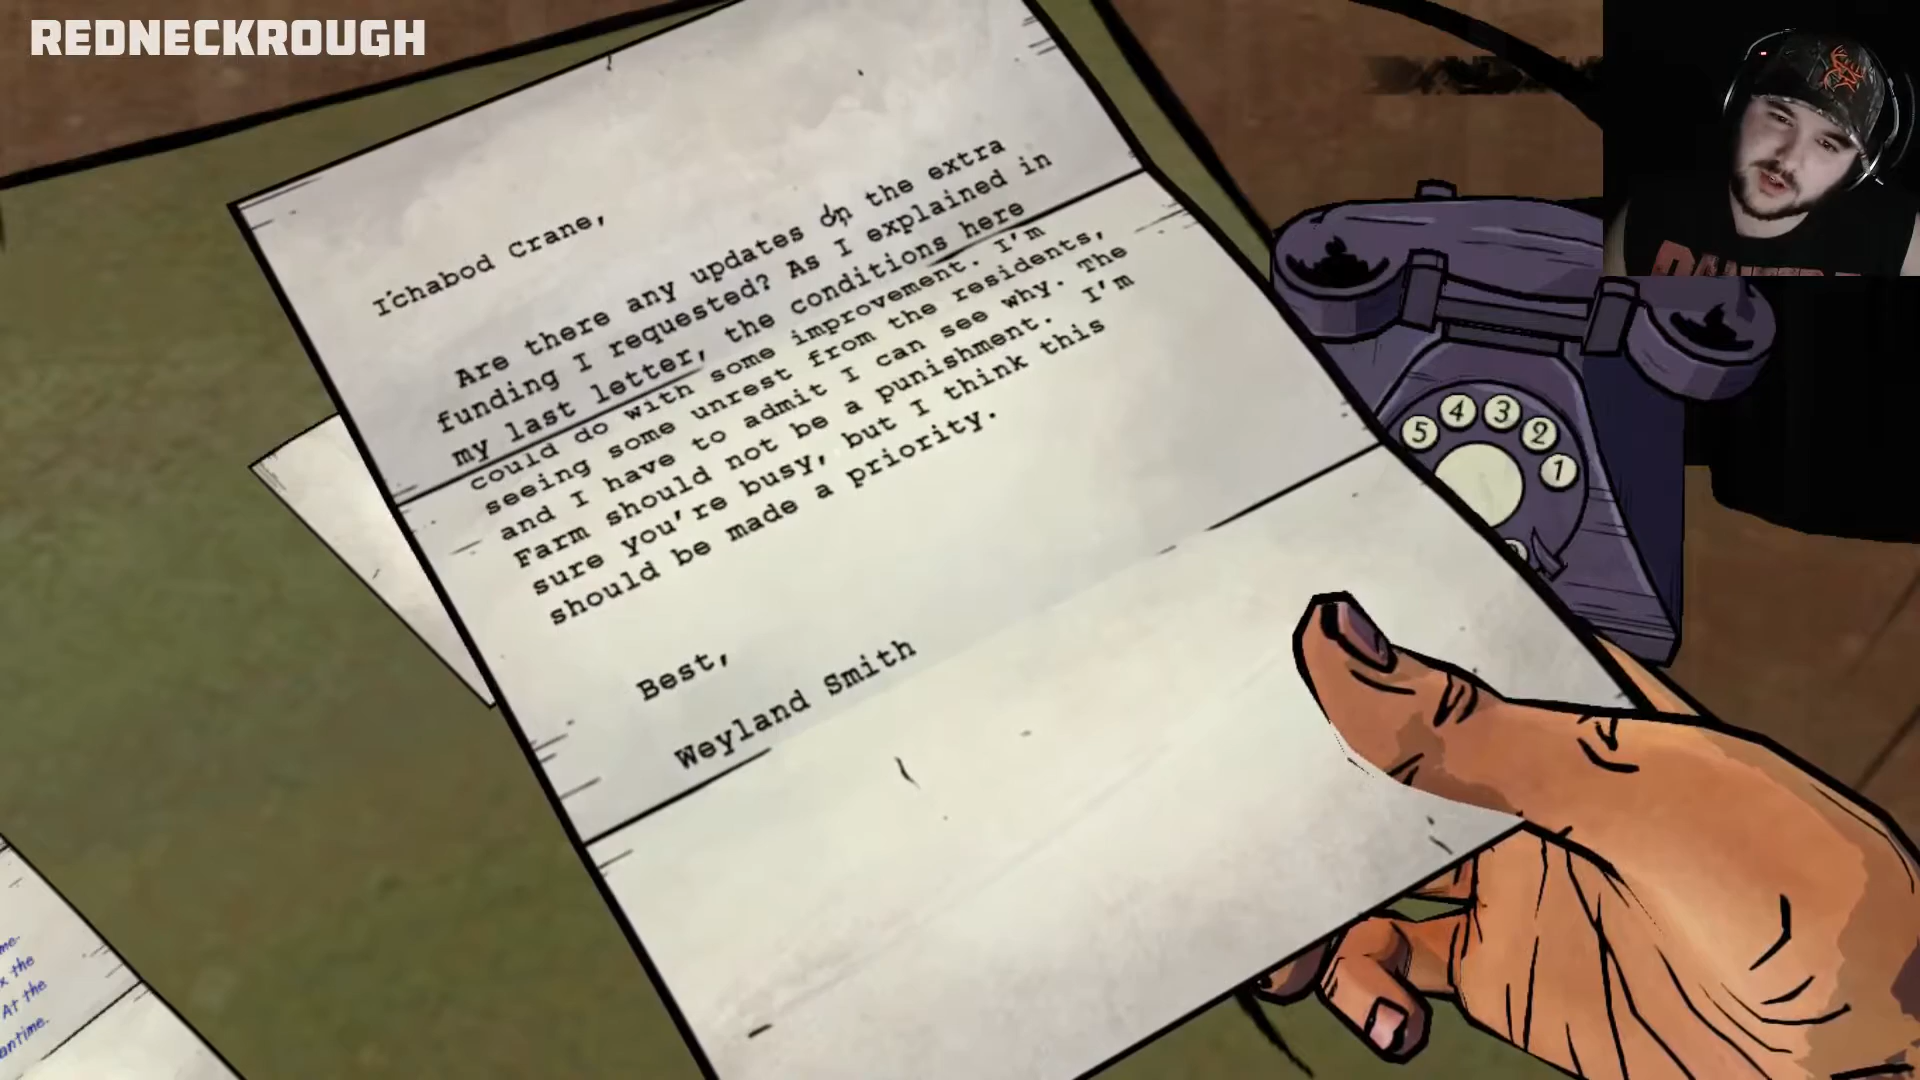 REDNECKROUGH
Ichabod Crane,
Are there any updates on the extra
funding I requested? As I explained in
my last letter, the conditions here
could do with some improvement. I'm
seeing some unrest from the residents,
and I have to admit I can see why. The
Farm should not be a punishment. I'm
sure you're busy, but I think this
should be made a priority.
Best,
Weyland Smith
5 4 3 2 1
the
At the